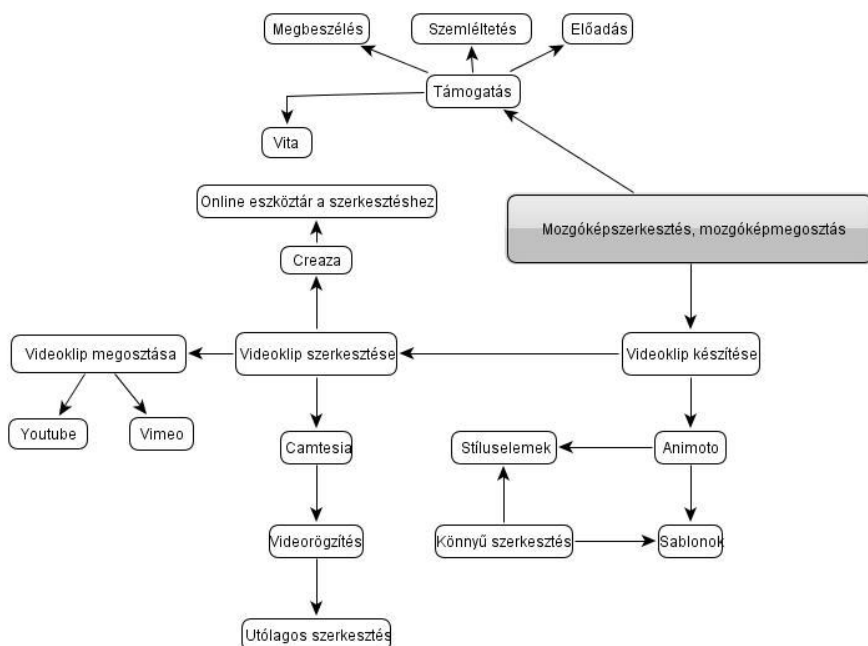 Megbeszélés
Szemléltetés
Előadás
Támogatás
Vita
Online eszköztár a szerkesztéshez
Mozgóképszerkesztés, mozgóképmegosztás
Creaza
Videoklip megosztása
Videoklip szerkesztése
Videoklip készítése
Youtube
Vimeo
Camtesia
Stíluselemek
Animoto
Videorögzítés
Könnyű szerkesztés
Sablonok
Utólagos szerkesztés